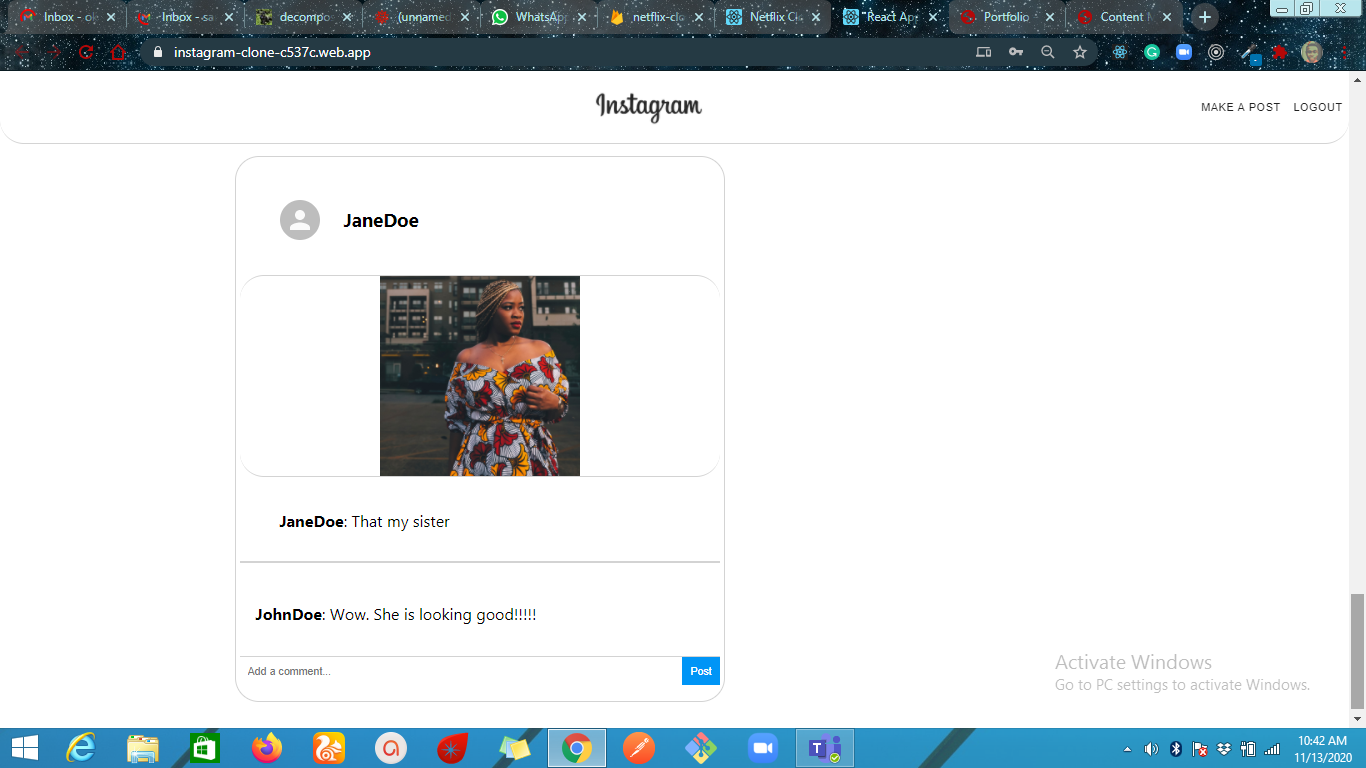 Inbox - ol
Inbox - sa
decompo
(unnamed
WhatsApp
netflix-clo
Netflix Cl
React Ap
Portfolio
Content M
instagram-clone-c537c.web.app
Instagram
MAKE A POST LOGOUT
JaneDoe
JaneDoe: That my sister
JohnDoe: Wow. She is looking good!!!!!
Add a comment...
Post
Activate Windows
Go to PC settings to activate Windows.
10:42 AM
11/13/2020